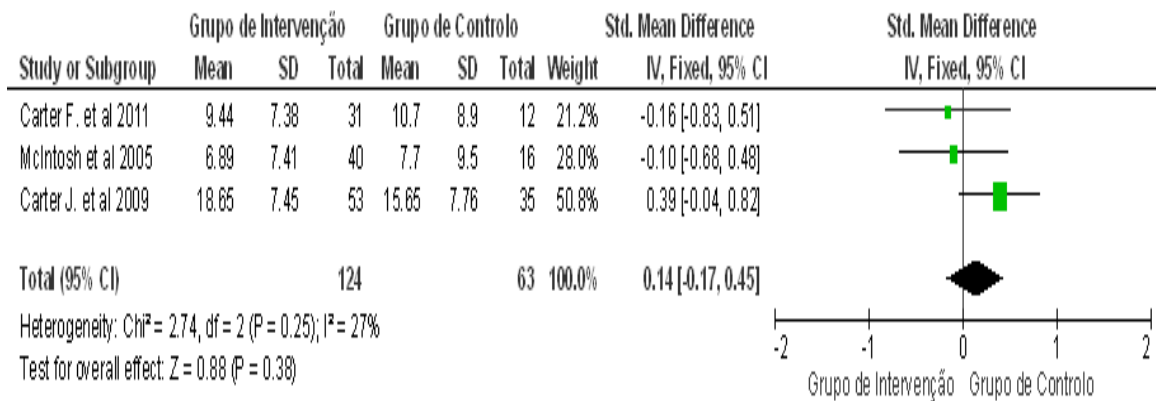 Grupo de Intervenção Grupo de Controlo Std. Mean Difference Std. Mean Difference
Study or Subgroup Mean SD Total Mean SD Total Weight IV, Fixed, 95% CI IV, Fixed, 95% CI
Carter F. et al 2011 9.44 7.38 31 10.7 8.9 12 21.2% -0.16 [-0.83, 0.51]
McIntosh et al 2005 6.89 7.41 40 7.7 9.5 16 28.0% -0.10 [-0.68, 0.48]
Carter J. et al 2009 18.65 7.45 53 15.65 7.76 35 50.8% 0.39 [-0.04, 0.82]
Total (95% CI) 124 63 100.0% 0.14 [-0.17, 0.45]
Heterogeneity: Chi² = 2.74, df = 2 (P = 0.25); I² = 27%
Test for overall effect: Z = 0.88 (P = 0.38)
-2 -1 0 1 2
Grupo de Intervenção Grupo de Controlo